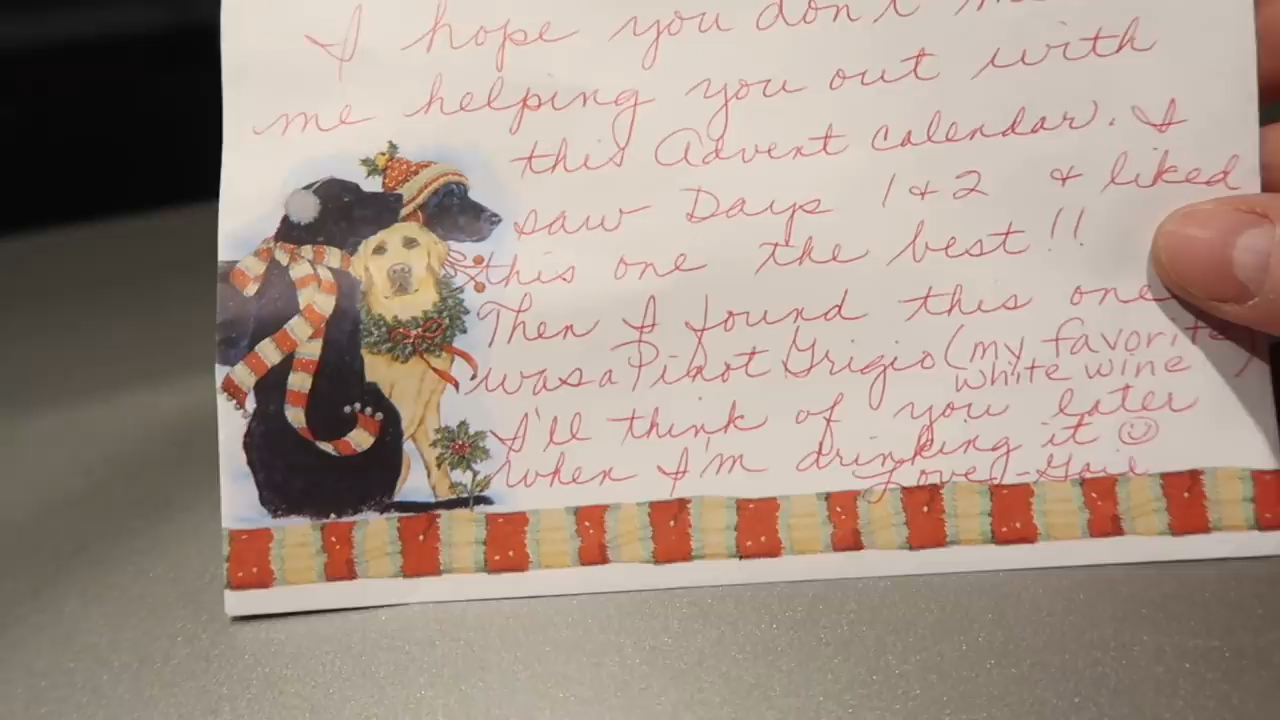 I hope you don't
me helping you out with
this Advent calendar. I
saw Days 1 & 2 & liked
this one the best!!
Then I found this one
was a Pinot Grigio (my favorite
white wine)
I'll think of you later
when I'm drinking it ☺
Love, Gail